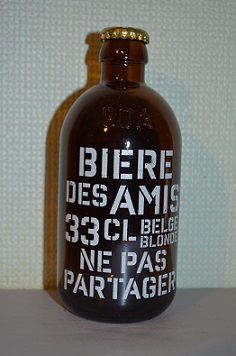 BIERE
DES AMIS
33 CL BELGE
BLONDE
NE PAS
PARTAGER